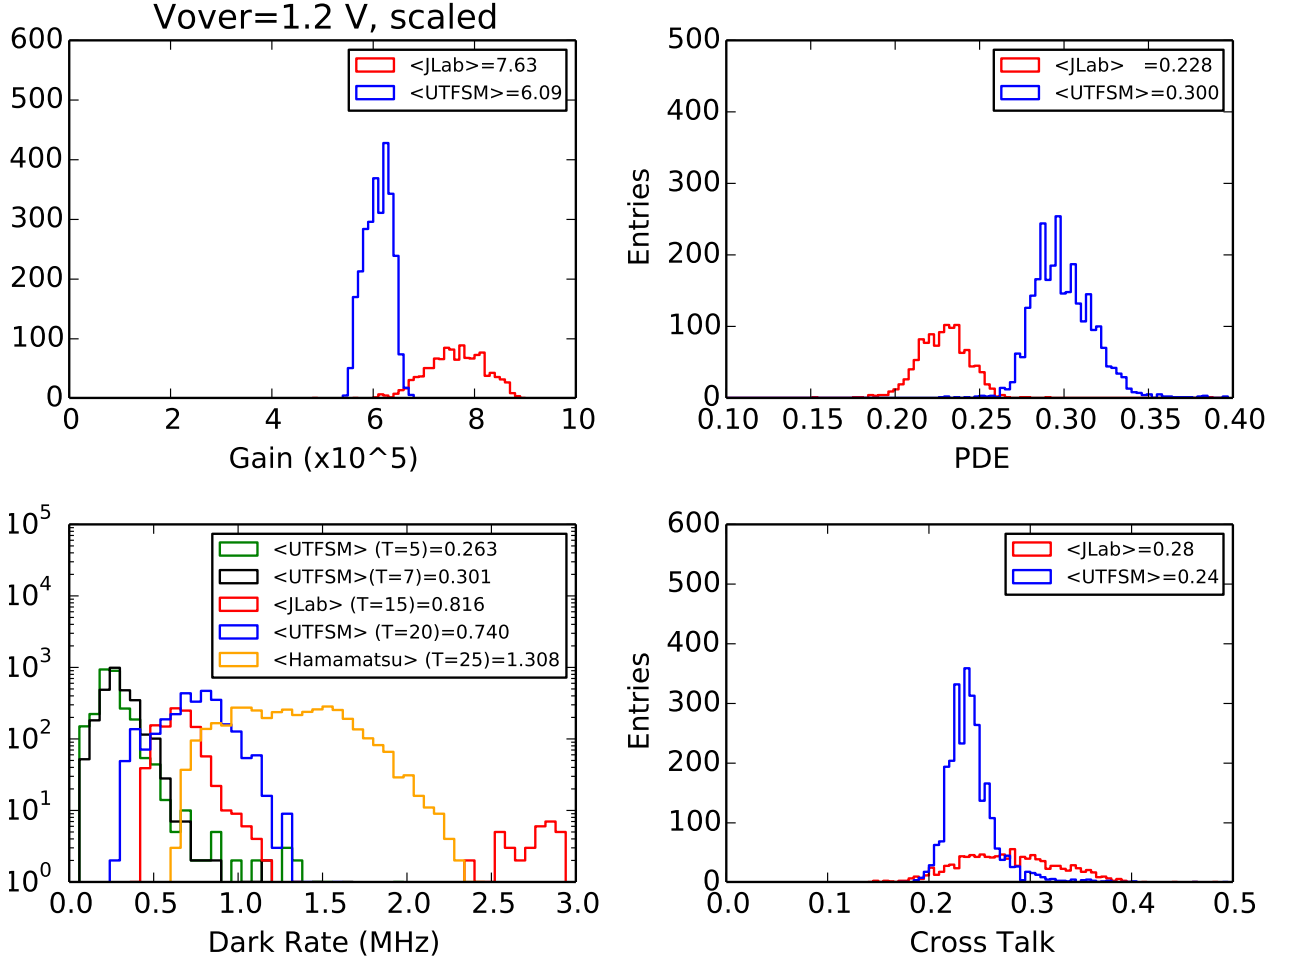 Vover=1.2 V, scaled
600
500
400
300
200
100
0
<JLab>=7.63
<UTFSM>=6.09
0 2 4 6 8 10
Gain (x10^5)
500
400
300
200
100
0
Entries
<JLab> =0.228
<UTFSM>=0.300
0.10 0.15 0.20 0.25 0.30 0.35 0.40
PDE
10^5
10^4
10^3
10^2
10^1
10^0
<UTFSM> (T=5)=0.263
<UTFSM>(T=7)=0.301
<JLab> (T=15)=0.816
<UTFSM> (T=20)=0.740
<Hamamatsu> (T=25)=1.308
0.0 0.5 1.0 1.5 2.0 2.5 3.0
Dark Rate (MHz)
600
500
400
300
200
100
0
Entries
<JLab>=0.28
<UTFSM>=0.24
0.0 0.1 0.2 0.3 0.4 0.5
Cross Talk